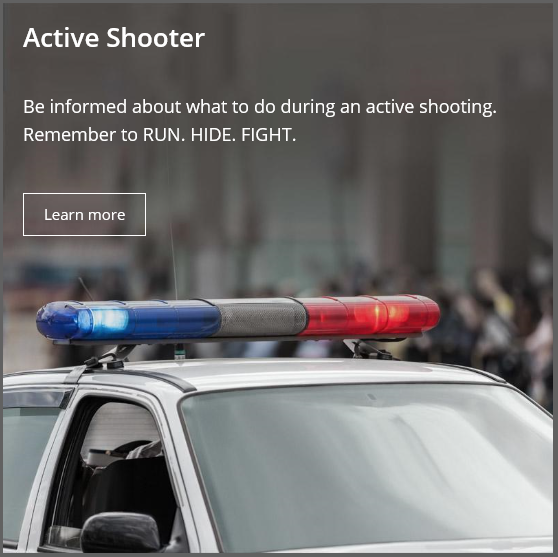 Active Shooter
Be informed about what to do during an active shooting.
Remember to RUN. HIDE. FIGHT.
Learn more